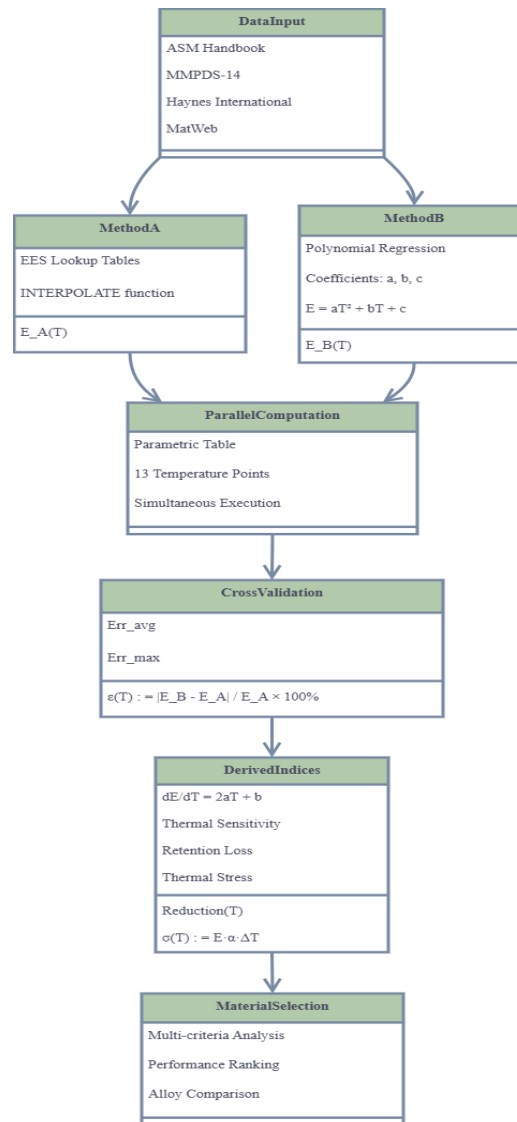 DataInput
ASM Handbook
MMPDS-14
Haynes International
MatWeb
MethodA
EES Lookup Tables
INTERPOLATE function
E_A(T)
MethodB
Polynomial Regression
Coefficients: a, b, c
E = aT² + bT + c
E_B(T)
ParallelComputation
Parametric Table
13 Temperature Points
Simultaneous Execution
CrossValidation
Err_avg
Err_max
ε(T) : = |E_B - E_A| / E_A × 100%
DerivedIndices
dE/dT = 2aT + b
Thermal Sensitivity
Retention Loss
Thermal Stress
Reduction(T)
σ(T) : = E·α·ΔT
MaterialSelection
Multi-criteria Analysis
Performance Ranking
Alloy Comparison